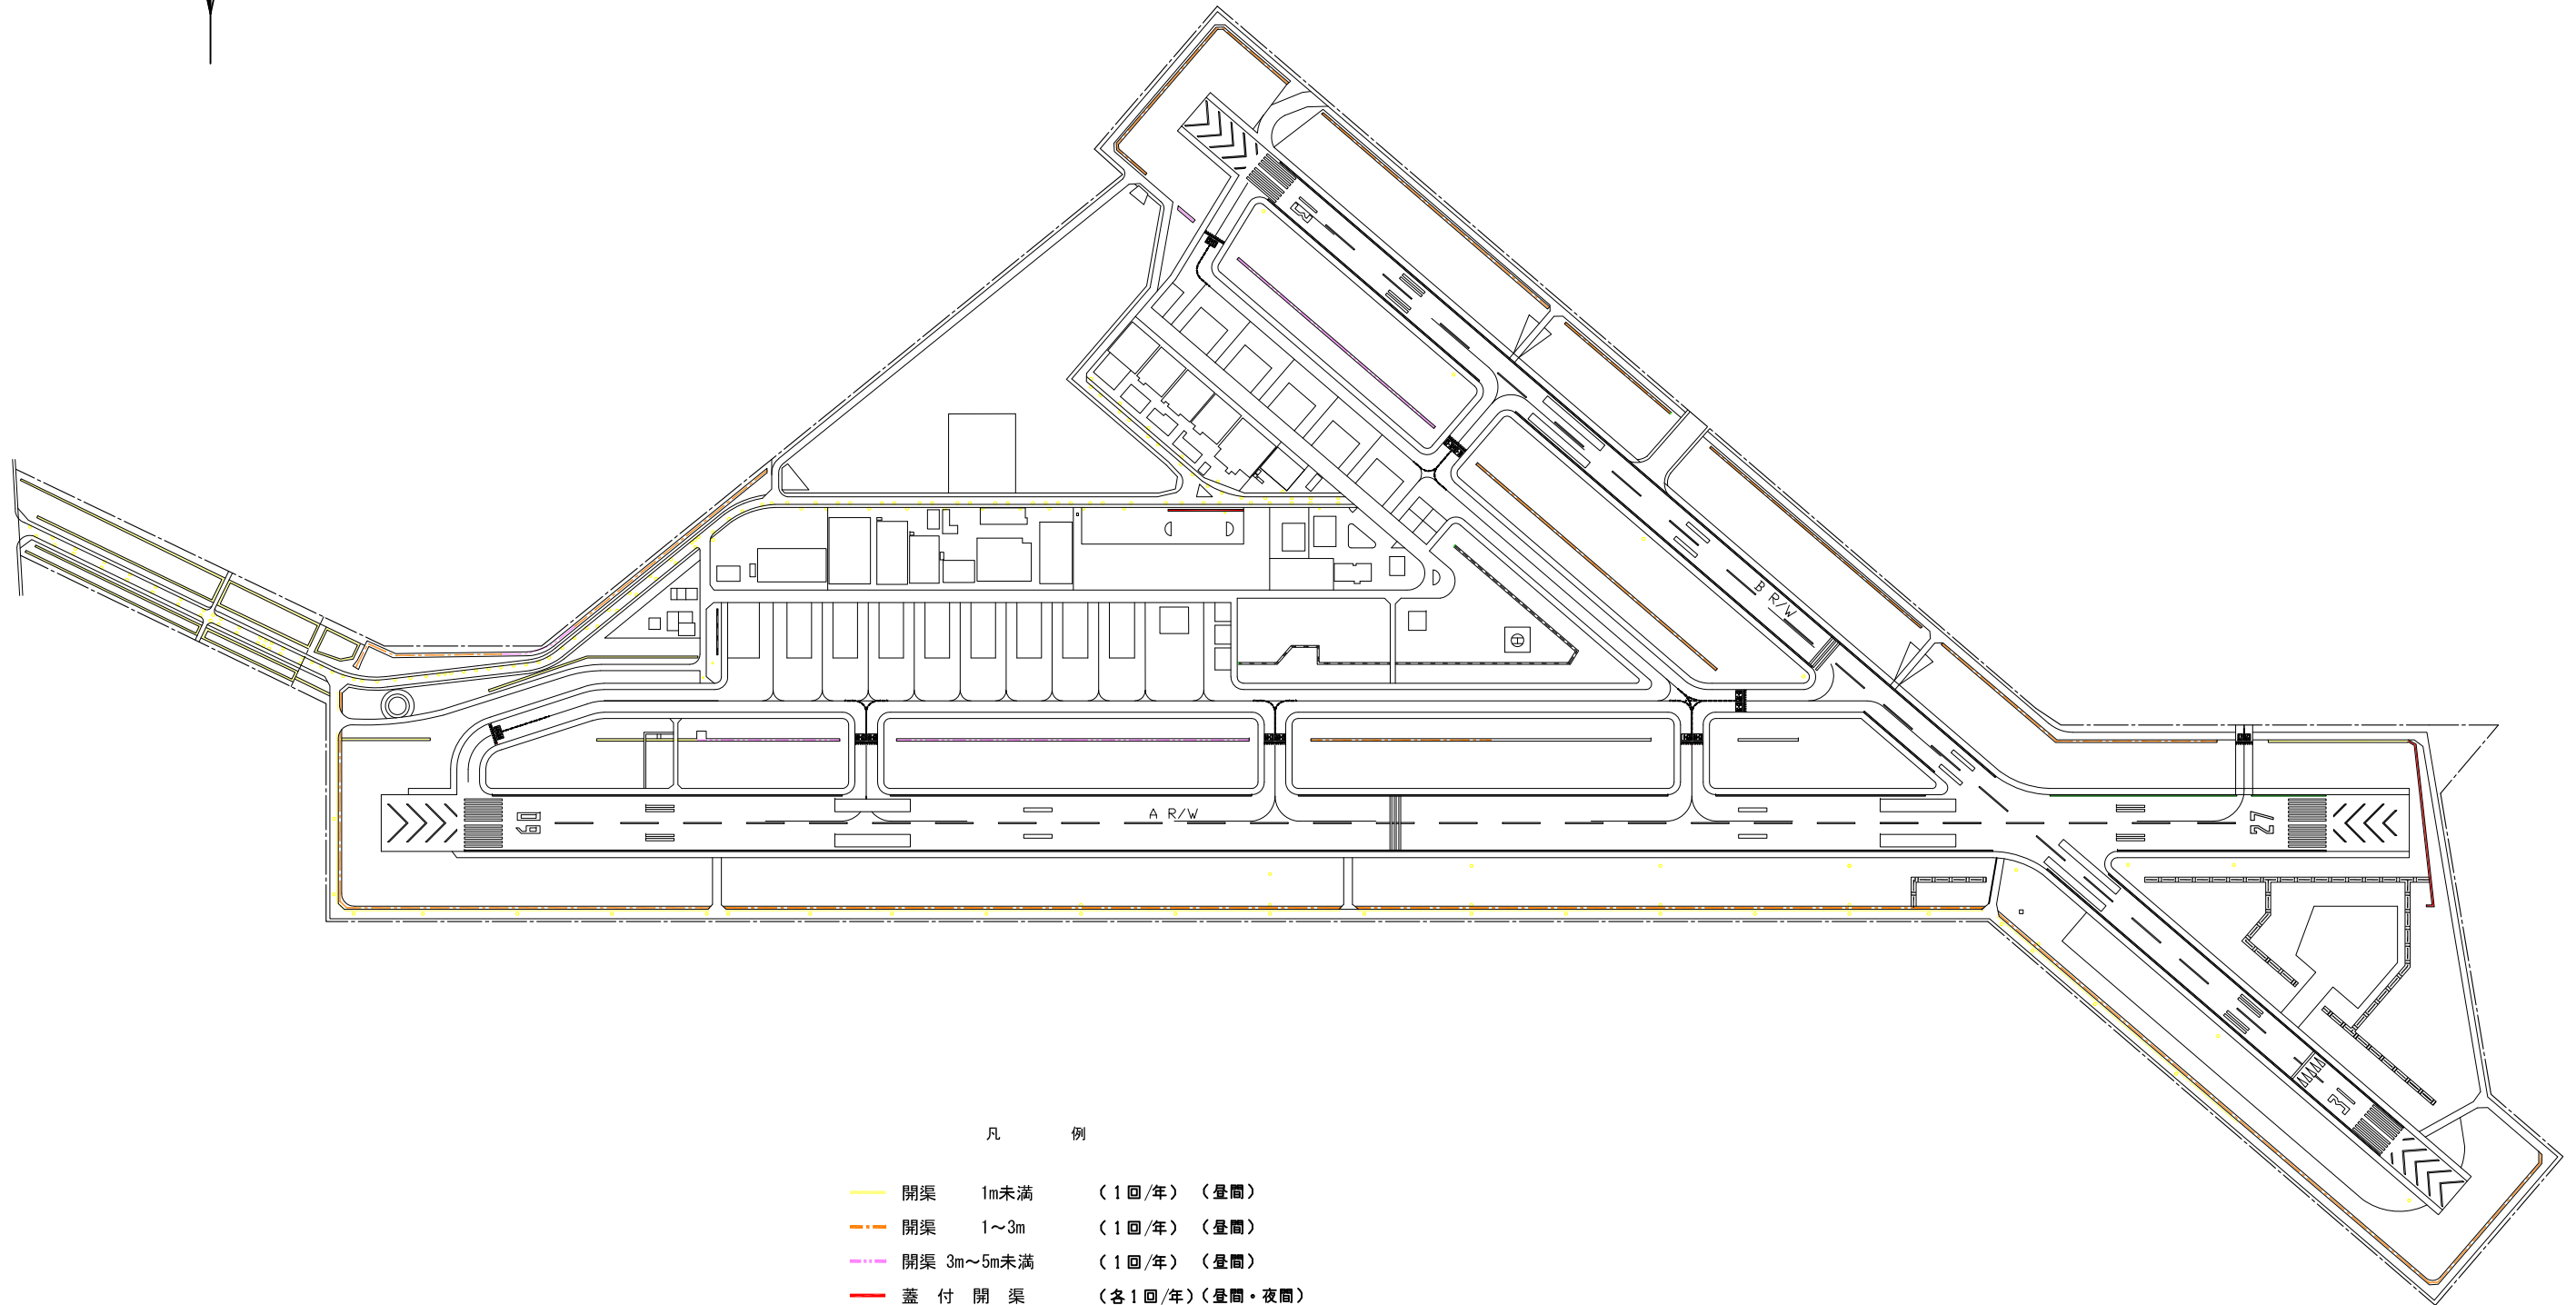 B R/W
A R/W
27
凡 例
開渠 1m未満 (1回/年) (昼間)
開渠 1～3m (1回/年) (昼間)
開渠 3m～5m未満 (1回/年) (昼間)
蓋 付 開 渠 (各1回/年)(昼間・夜間)